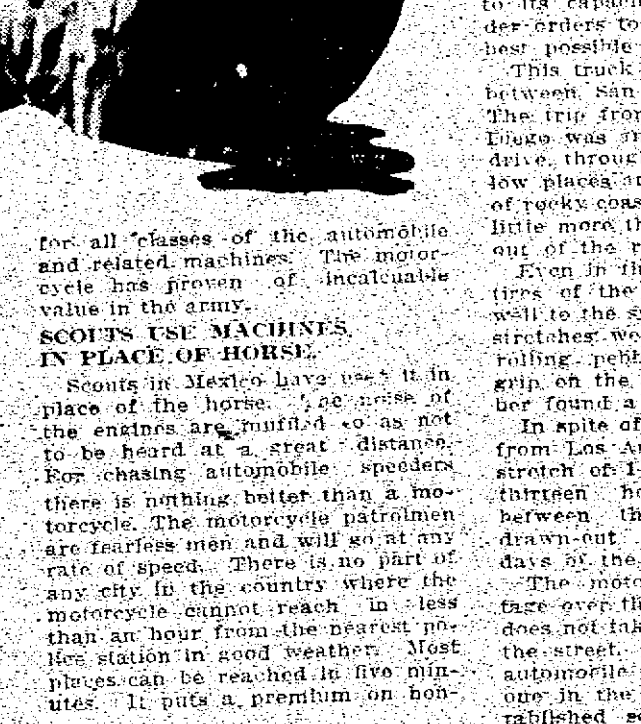 for all classes of the automobile
and related machines. The motor-
cycle has proven of incalcuable
value in the army.
SCOUTS USE MACHINES
IN PLACE OF HORSE.
Scouts in Mexico have used it in
place of the horse. The noise of
the engines are muffled so as not
to be heard at a great distance.
For chasing automobile speeders
there is nothing better than a mo-
torcycle. The motorcycle patrolmen
are fearless men and will go at any
rate of speed. There is no part of
any city in the country where the
motorcycle cannot reach in less
than an hour from the nearest po-
lice station in good weather. Most
places can be reached in five min-
utes. It puts a premium on hon-
to its
der orders to
best possible
This truck
between San
The trip from
Diego was
drive, throug
low places
of rocky coas
little more th
out of the r
Even in th
tires of the
well to the
stretches we
rolling
grip on the
ber found a
In spite of
from Los An
stretch of
thirteen ho
between th
drawn-out
days of the
The moto
tage over th
does not tak
the street.
automobile
one in the
tablished